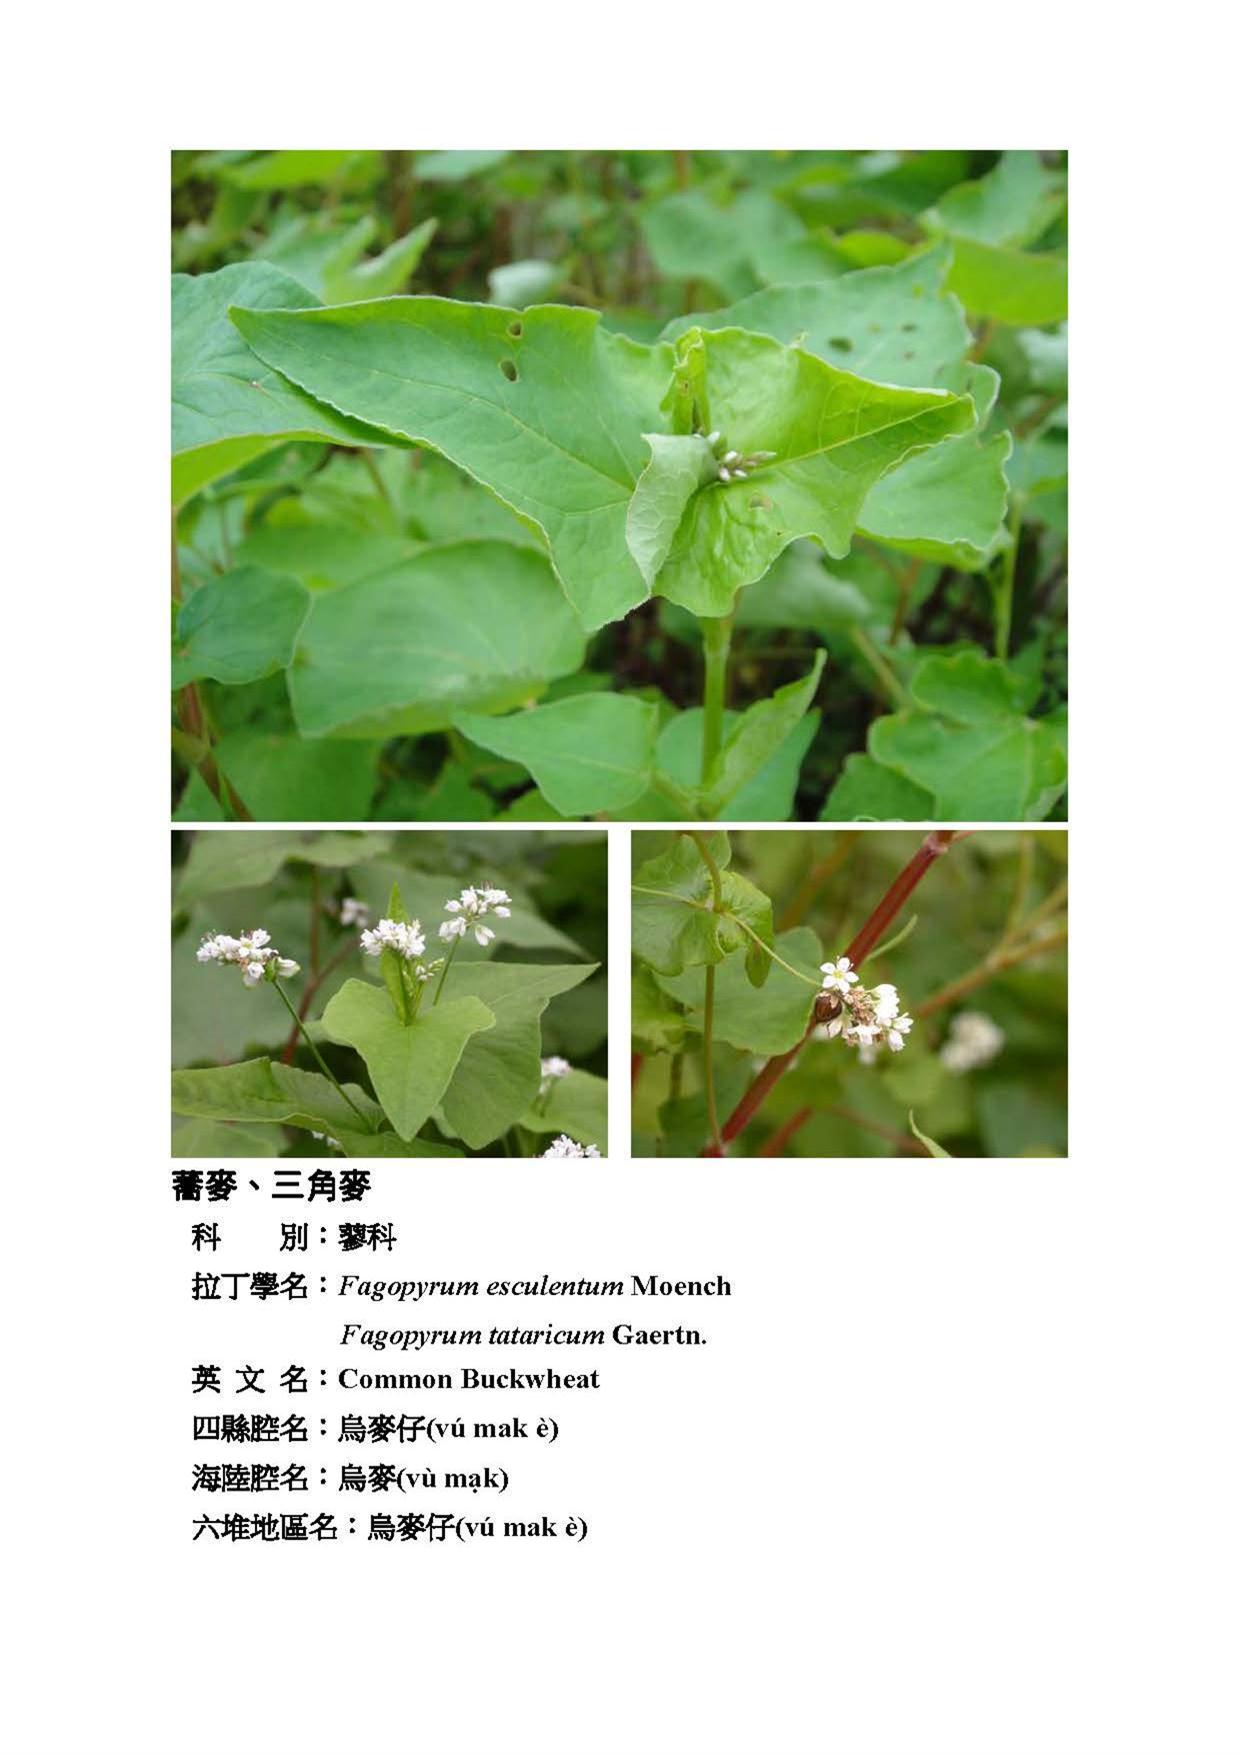 蕎麥、三角麥
科　　別：蓼科
拉丁學名：Fagopyrum esculentum Moench
Fagopyrum tataricum Gaertn.
英 文 名：Common Buckwheat
四縣腔名：烏麥仔(vú mak è)
海陸腔名：烏麥(vù mạk)
六堆地區名：烏麥仔(vú mak è)